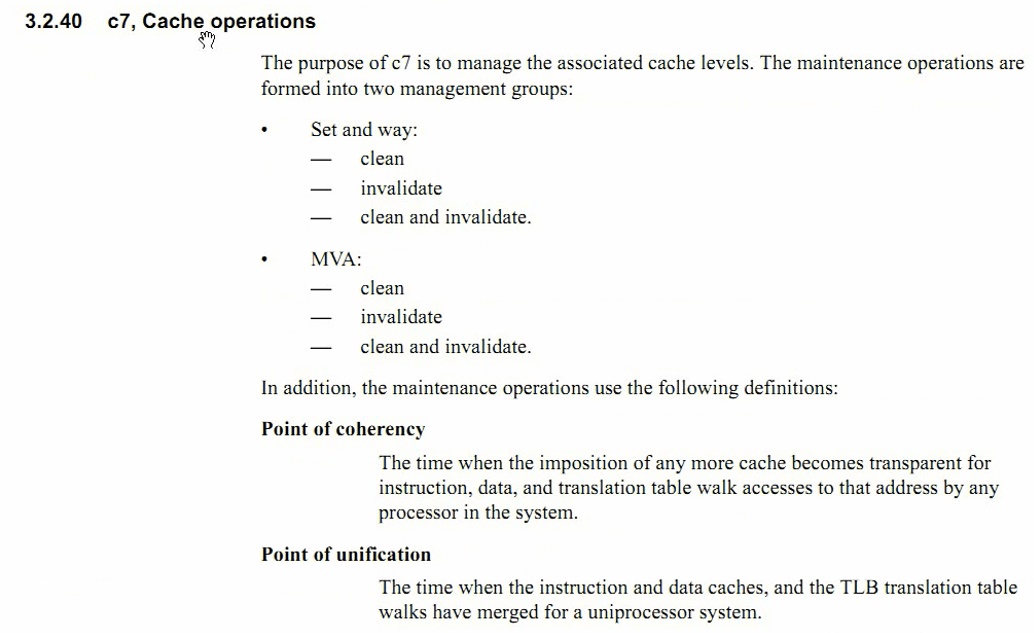 3.2.40 c7, Cache operations
The purpose of c7 is to manage the associated cache levels. The maintenance operations are
formed into two management groups:
• Set and way:
— clean
— invalidate
— clean and invalidate.
• MVA:
— clean
— invalidate
— clean and invalidate.
In addition, the maintenance operations use the following definitions:
Point of coherency
The time when the imposition of any more cache becomes transparent for
instruction, data, and translation table walk accesses to that address by any
processor in the system.
Point of unification
The time when the instruction and data caches, and the TLB translation table
walks have merged for a uniprocessor system.